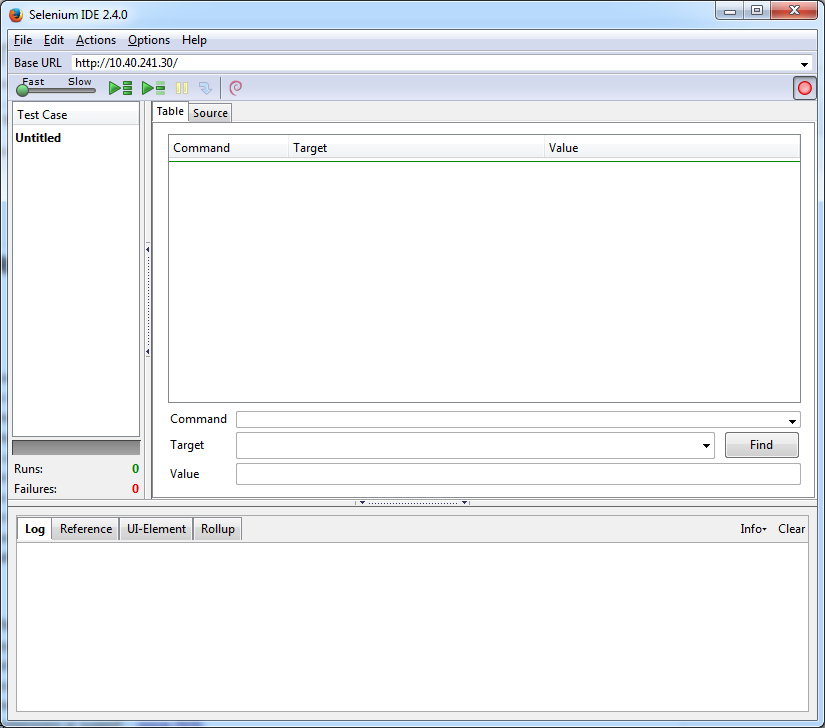 Selenium IDE 2.4.0
File Edit Actions Options Help
Base URL http://10.40.241.30/
Fast Slow
Test Case
Untitled
Table Source
Command Target Value
Command
Target Find
Value
Runs: 0
Failures: 0
Log Reference UI-Element Rollup Info Clear